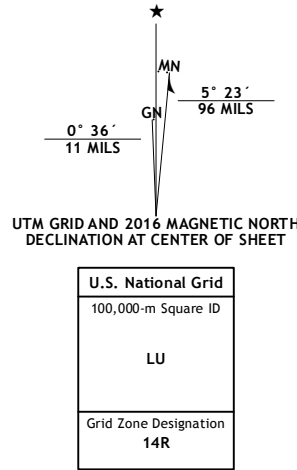 ★
MN
GN
5° 23´
96 MILS
0° 36´
11 MILS
UTM GRID AND 2016 MAGNETIC NORTH
DECLINATION AT CENTER OF SHEET
U.S. National Grid
100,000-m Square ID
LU
Grid Zone Designation
14R